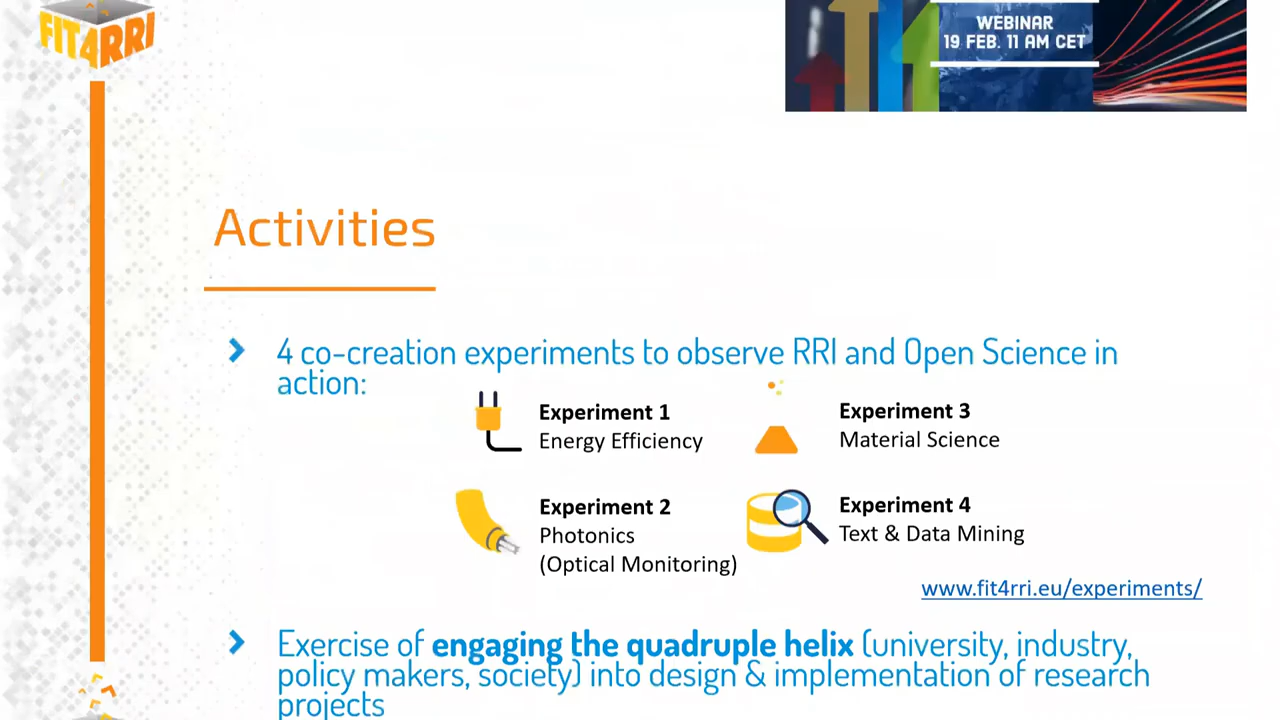 FIT4RRI
WEBINAR
19 FEB. 11 AM CET
Activities
4 co-creation experiments to observe RRI and Open Science in
action:
Experiment 1
Energy Efficiency
Experiment 3
Material Science
Experiment 2
Photonics
(Optical Monitoring)
Experiment 4
Text & Data Mining
www.fit4rri.eu/experiments/
Exercise of engaging the quadruple helix (university, industry,
policy makers, society) into design & implementation of research
projects